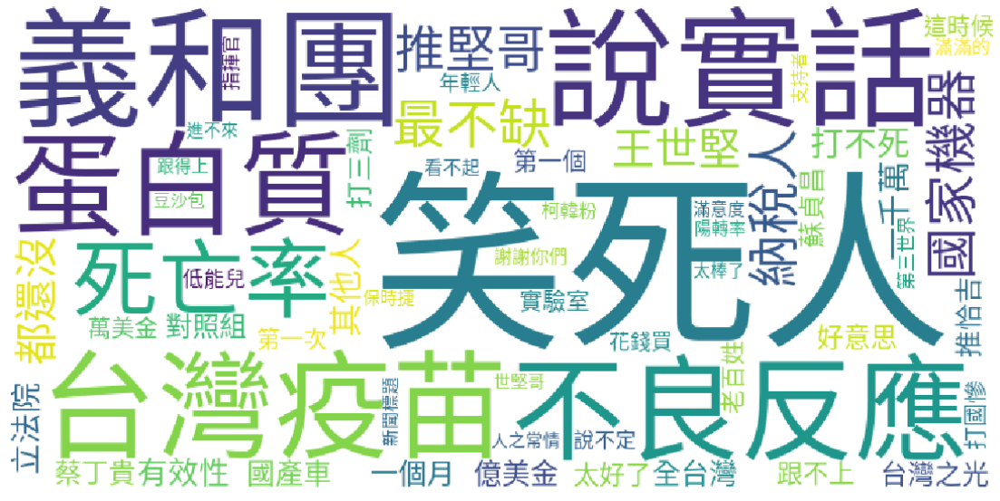 義和團
指揮官
推堅哥
年輕人
說實話
支持者
這時候
滿滿的
國家機器
進不來
跟得上
豆沙包
蛋白質
打三劑
最不缺
看不起
第一個
王世堅
打不死
納稅人
蘇貞昌
二千萬
第三世界
笑死人
柯韓粉
滿意度
陽轉率
謝謝你們
太棒了
都還沒
死亡率
低能兒
其他人
保時捷
實驗室
推恰吉
萬美金
對照組
第一次
花錢買
老百姓
好意思
台灣疫苗
不良反應
立法院
新聞標題
世堅哥
打國慘
人之常情
說不定
蔡丁貴
有效性
國產車
一個月
億美金
太好了
全台灣
跟不上
台灣之光